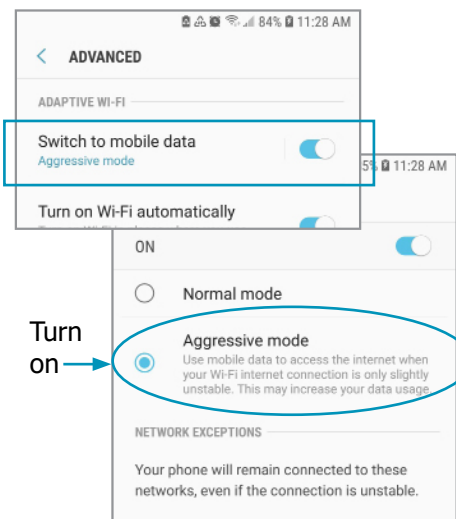 84% 11:28 AM
ADVANCED
ADAPTIVE WI-FI
Switch to mobile data
Aggressive mode
Turn on Wi-Fi automatically
5% 11:28 AM
ON
Normal mode
Turn
on
Aggressive mode
Use mobile data to access the internet when
your Wi-Fi internet connection is only slightly
unstable. This may increase your data usage.
NETWORK EXCEPTIONS
Your phone will remain connected to these
networks, even if the connection is unstable.